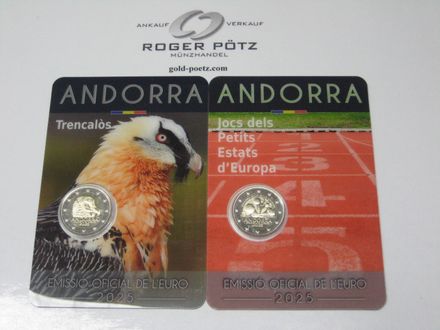 ANKAUF VERKAUF
ROGER PÖTZ
MÜNZHANDEL
gold-poetz.com
ANDORRA
Trencalòs
EMISSIÓ OFICIAL DE L'EURO
2025
ANDORRA
Jocs dels
Petits
Estats
d'Europa
EMISSIÓ OFICIAL DE L'EURO
2025